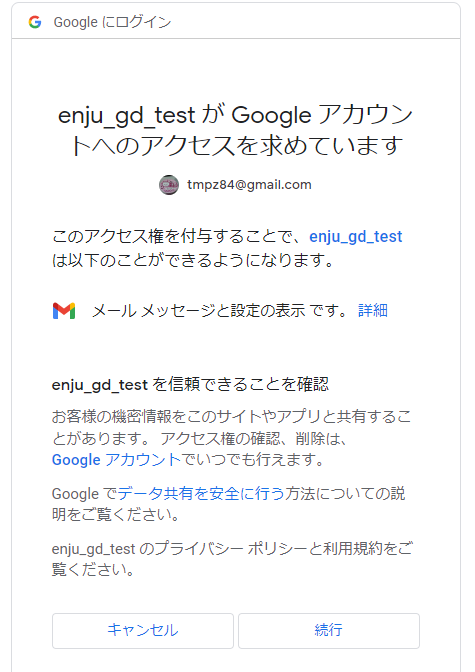 Google にログイン
enju_gd_test が Google アカウン
トへのアクセスを求めています
tmpz84@gmail.com
このアクセス権を付与することで、enju_gd_test
は以下のことができるようになります。
メール メッセージと設定の表示 です。 詳細
enju_gd_test を信頼できることを確認
お客様の機密情報をこのサイトやアプリと共有するこ
とがあります。 アクセス権の確認、削除は、
Google アカウントでいつでも行えます。
Google でデータ共有を安全に行う方法についての説
明をご覧ください。
enju_gd_test のプライバシー ポリシーと利用規約をご
覧ください。
キャンセル
続行